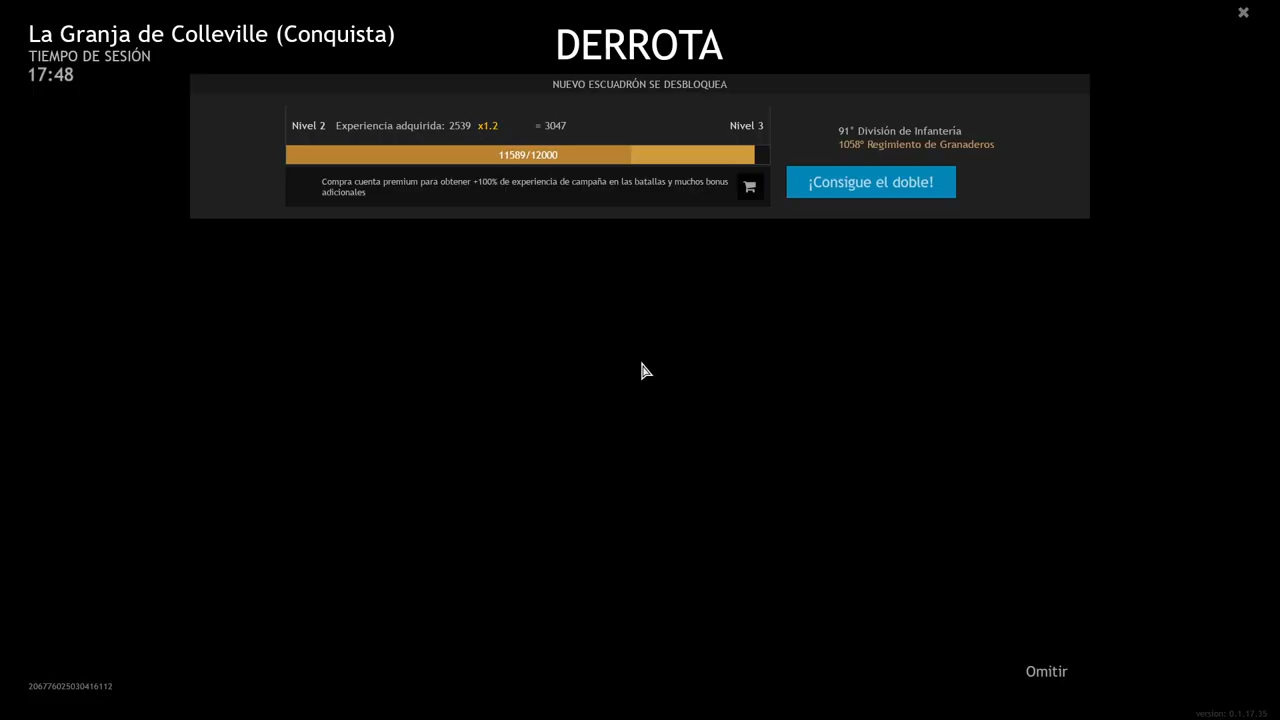 La Granja de Colleville (Conquista)
TIEMPO DE SESIÓN
17:48
DERROTA
NUEVO ESCUADRÓN SE DESBLOQUEA
Nivel 2 Experiencia adquirida: 2539 x1.2 = 3047 Nivel 3
11589/12000
Compra cuenta premium para obtener +100% de experiencia de campaña en las batallas y muchos bonus
adicionales
91ª División de Infantería
1058º Regimiento de Granaderos
¡Consigue el doble!
Omitir
206776025030416112
version: 0.1.17.35